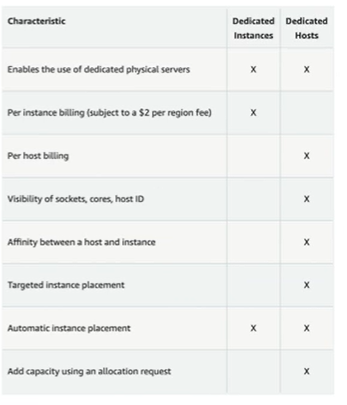 Characteristic Dedicated Instances Dedicated Hosts
Enables the use of dedicated physical servers X X
Per instance billing (subject to a $2 per region fee) X
Per host billing X
Visibility of sockets, cores, host ID X
Affinity between a host and instance X
Targeted instance placement X
Automatic instance placement X X
Add capacity using an allocation request X